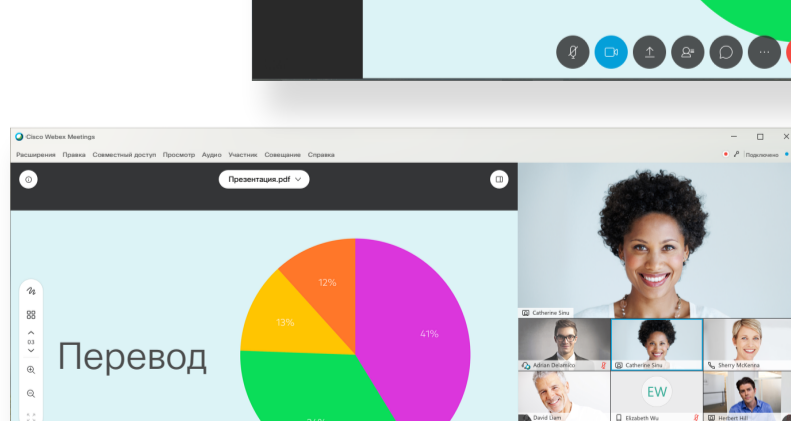 Cisco Webex Meetings
Расширения Правка Совместный доступ Просмотр Аудио Участник Совещание Справка
Подключено
Презентация.pdf
12%
13%
41%
03
Перевод
Catherine Sinu
Adrian Delamico
Catherine Sinu
Sherry McKenna
EW
David Liam
Elizabeth Wu
Herbert Hill